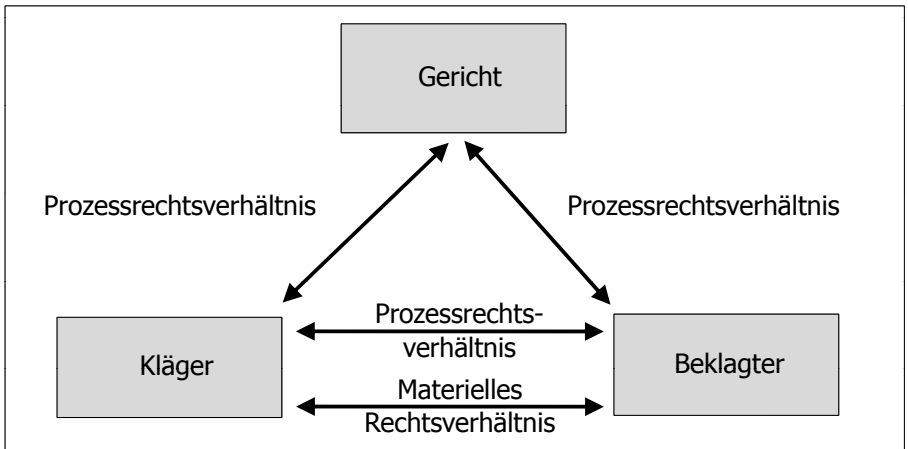 Gericht
Prozessrechtsverhältnis
Prozessrechtsverhältnis
Prozessrechts-
verhältnis
Kläger
Beklagter
Materielles
Rechtsverhältnis